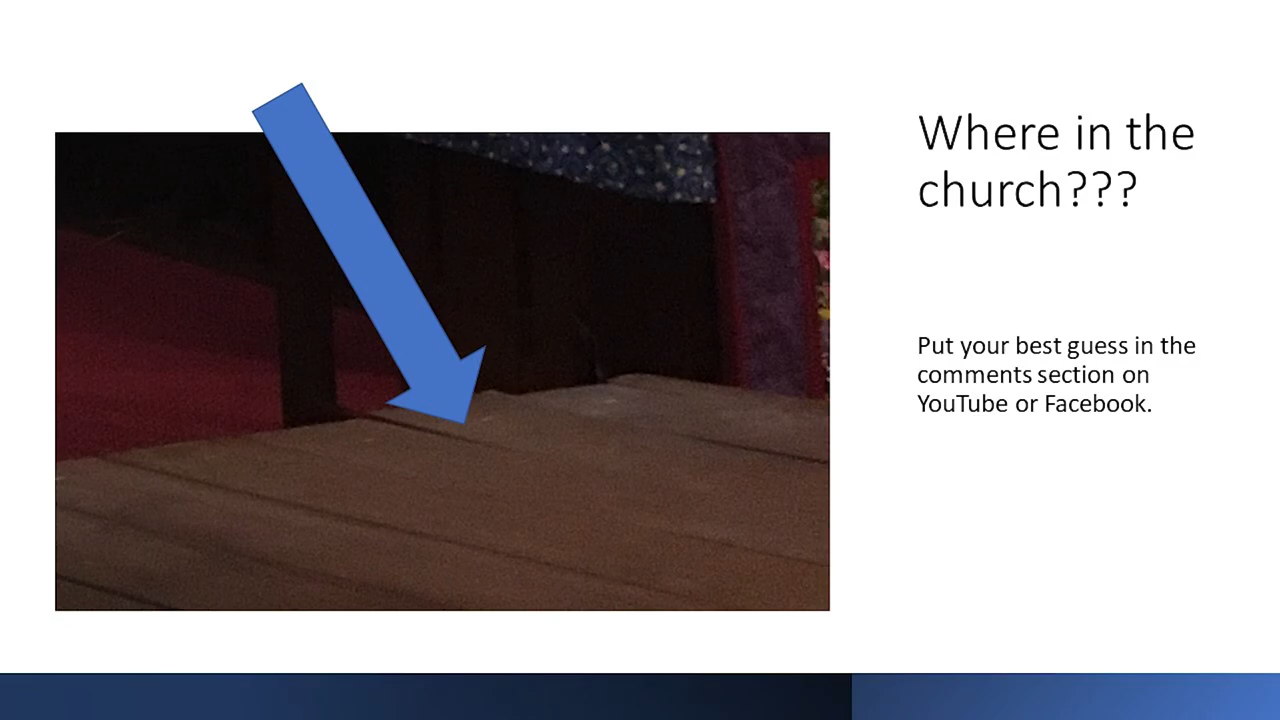 Where in the
church???
Put your best guess in the
comments section on
YouTube or Facebook.